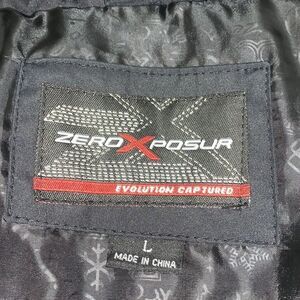 ZEROXPOSUR
EVOLUTION CAPTURED
L
MADE IN CHINA